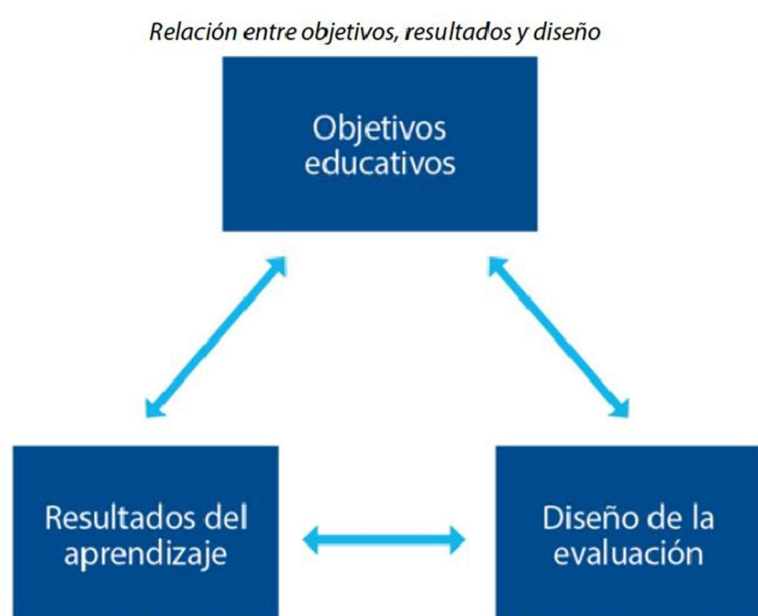 Relación entre objetivos, resultados y diseño
Objetivos
educativos
Resultados del
aprendizaje
Diseño de la
evaluación